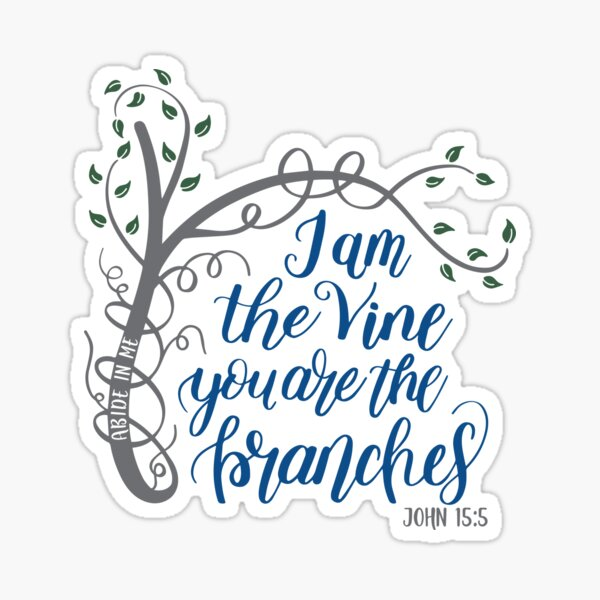 I am
the Vine
you are the
branches
JOHN 15:5
ABIDE IN ME